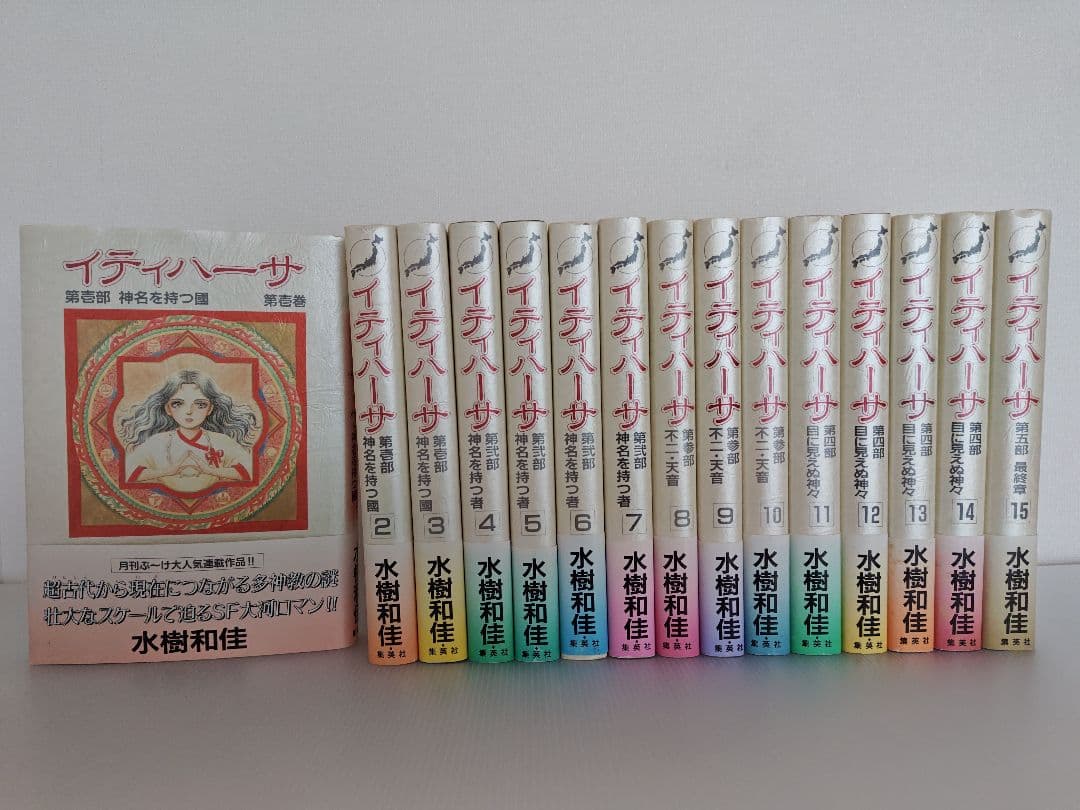 イティハーサ
第壱部 神名を持つ國 第壱巻
月刊ぶ〜け大人気連載作品!!
超古代から現在につながる多神教の謎
壮大なスケールで迫るSF大河ロマン!!
水樹和佳
イティハーサ 第壱部 神名を持つ國 2 水樹和佳・集英社
イティハーサ 第壱部 神名を持つ國 3 水樹和佳・集英社
イティハーサ 第弐部 神名を持つ者 4 水樹和佳・集英社
イティハーサ 第弐部 神名を持つ者 5 水樹和佳・集英社
イティハーサ 第弐部 神名を持つ者 6 水樹和佳・集英社
イティハーサ 第弐部 神名を持つ者 7 水樹和佳・集英社
イティハーサ 第参部 不二・天音 8 水樹和佳・集英社
イティハーサ 第参部 不二・天音 9 水樹和佳・集英社
イティハーサ 第参部 不二・天音 10 水樹和佳・集英社
イティハーサ 第四部 目に見えぬ神々 11 水樹和佳・集英社
イティハーサ 第四部 目に見えぬ神々 12 水樹和佳・集英社
イティハーサ 第四部 目に見えぬ神々 13 水樹和佳・集英社
イティハーサ 第四部 目に見えぬ神々 14 水樹和佳・集英社
イティハーサ 第五部 最終章 15 水樹和佳・集英社